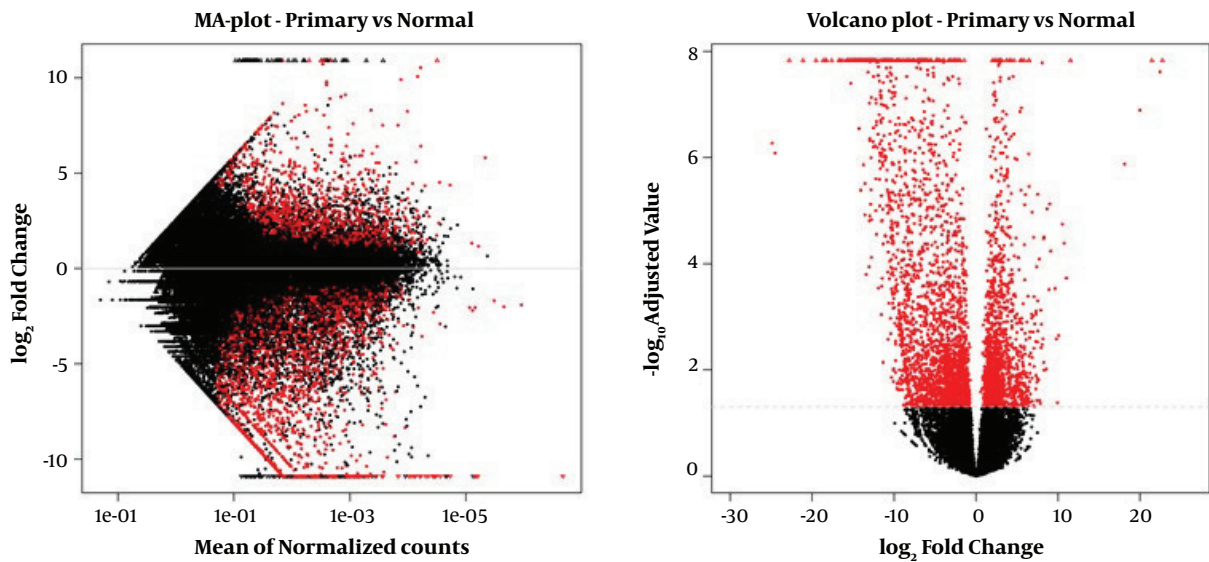 MA-plot - Primary vs Normal
log₂ Fold Change
10
5
0
-5
-10
1e-01
1e-01
1e-03
1e-05
Mean of Normalized counts
Volcano plot - Primary vs Normal
-log₁₀ Adjusted Value
8
6
4
2
0
-30
-20
-10
0
10
20
log₂ Fold Change